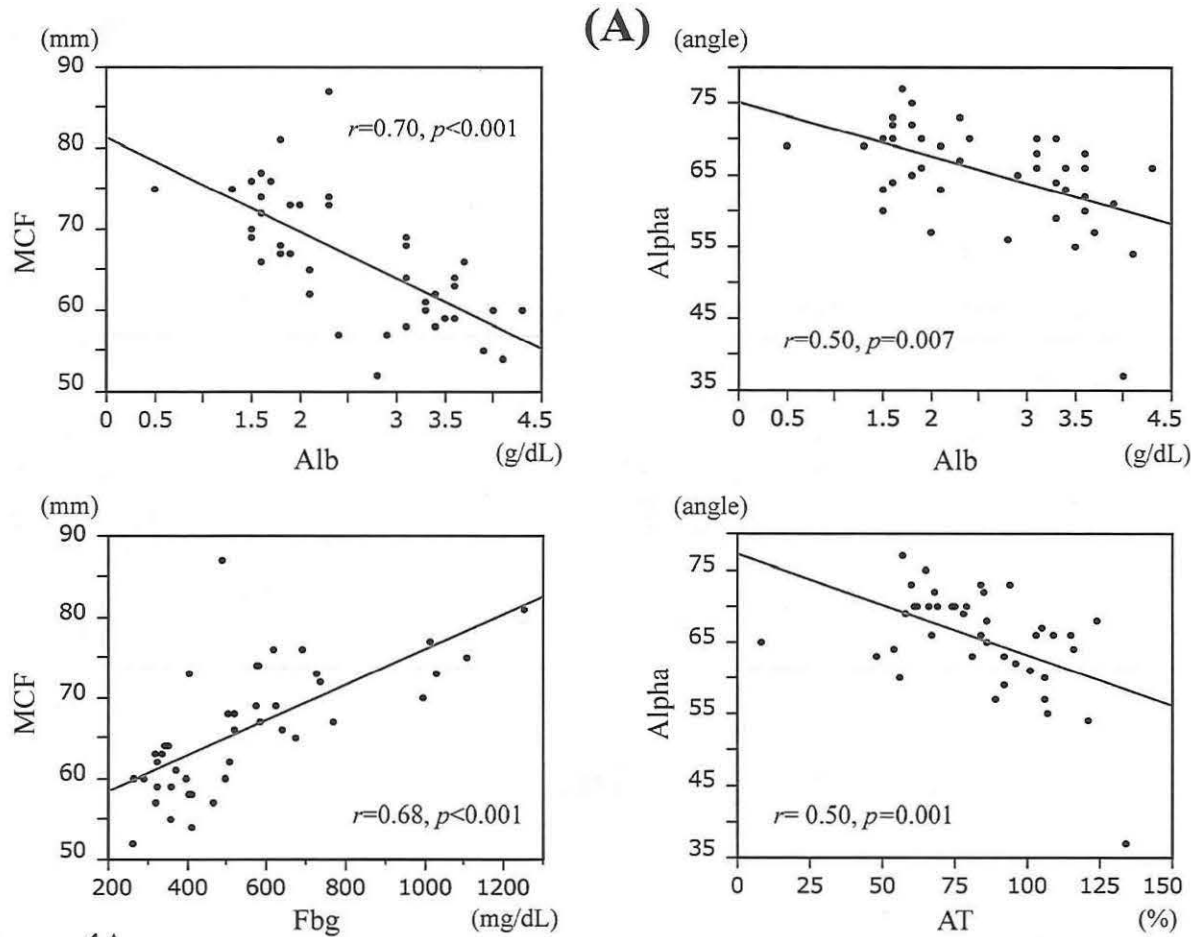 (A)
(mm)
90
80
70
60
50
MCF
r=0.70, p<0.001
0 0.5 1.5 2 3 3.5 4.5
Alb (g/dL)
(angle)
75
65
55
45
35
Alpha
r=0.50, p=0.007
0 0.5 1.5 2 3 3.5 4.5
Alb (g/dL)
(mm)
90
80
70
60
50
MCF
r=0.68, p<0.001
200 400 600 800 1000 1200
Fbg (mg/dL)
(angle)
75
65
55
45
35
Alpha
r= 0.50, p=0.001
0 25 50 75 100 125 150
AT (%)